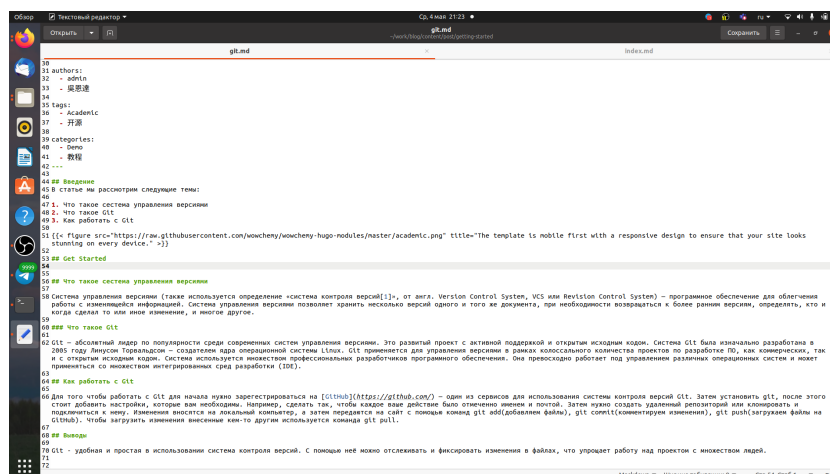 Обзор Текстовый редактор Ср, 4 мая 21:23 ru
Открыть git.md Сохранить
~/work/blog/content/post/getting-started
git.md × index.md
30
31 authors:
32 - admin
33 - 吳恩達
34
35 tags:
36 - Academic
37 - 开源
38
39 categories:
40 - Demo
41 - 教程
42 ---
43
44 ## Введение
45 В статье мы рассмотрим следующие темы:
46
47 1. Что такое сестема управления версиями
48 2. Что такое Git
49 3. Как работать с Git
50
51 {{< figure src="https://raw.githubusercontent.com/wowchemy/wowchemy-hugo-modules/master/academic.png" title="The template is mobile first with a responsive design to ensure that your site looks
stunning on every device." >}}
52
53 ## Get Started
54
55
56 ## Что такое сестема управления версиями
57
58 Система управления версиями (также используется определение «система контроля версий[1]», от англ. Version Control System, VCS или Revision Control System) — программное обеспечение для облегчения
работы с изменяющейся информацией. Система управления версиями позволяет хранить несколько версий одного и того же документа, при необходимости возвращаться к более ранним версиям, определять, кто и
когда сделал то или иное изменение, и многое другое.
59
60 ### Что такое Git
61
62 Git — абсолютный лидер по популярности среди современных систем управления версиями. Это развитый проект с активной поддержкой и открытым исходным кодом. Система Git была изначально разработана в
2005 году Линусом Торвальдсом — создателем ядра операционной системы Linux. Git применяется для управления версиями в рамках колоссального количества проектов по разработке ПО, как коммерческих, так
и с открытым исходным кодом. Система используется множеством профессиональных разработчиков программного обеспечения. Она превосходно работает под управлением различных операционных систем и может
применяться со множеством интегрированных сред разработки (IDE).
63
64 ## Как работать с Git
65
66 Для того чтобы работать с Git для начала нужно зарегестрироваться на [GitHub](https://github.com/) — один из сервисов для использования системы контроля версий Git. Затем установить git, после этого
стоит добавить настройки, которые вам необходимы. Например, сделать так, чтобы каждое ваше действие было отмеченно именем и почтой. Затем нужно создать удаленный репозиторий или клонировать и
подключиться к нему. Изменения вносятся на локальный компьютер, а затем передаются на сайт с помощью команд git add(добавляем файлы), git commit(комментируем изменения), git push(загружаем файлы на
GitHub). Чтобы загрузить изменения внесенные кем-то другим используется команда git pull.
67
68 ## Выводы
69
70 Git - удобная и простая в использовании система контроля версий. С помощью неё можно отслеживать и фиксировать изменения в файлах, что упрощает работу над проектом с множеством людей.
71
72